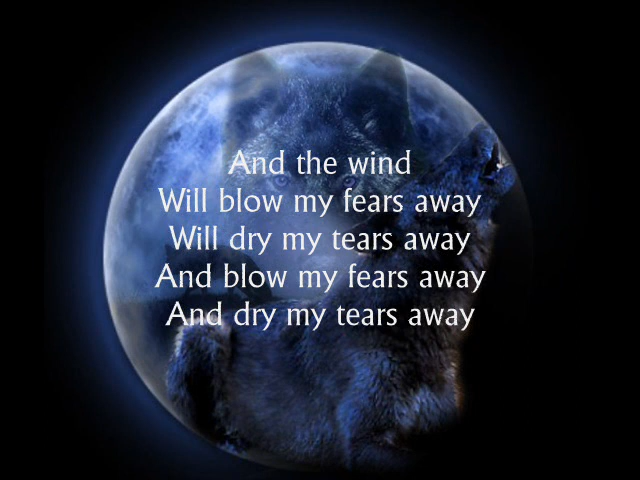 And the wind
Will blow my fears away
Will dry my tears away
And blow my fears away
And dry my tears away